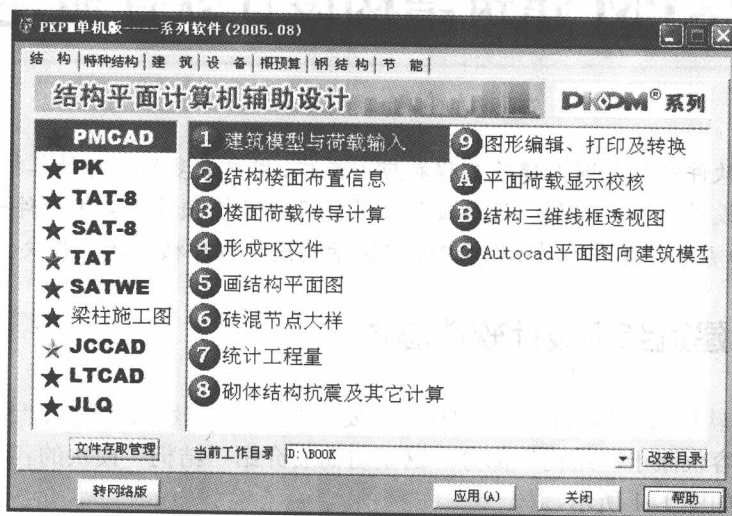 PKPM单机版----系列软件(2005.08)
结 构 特种结构 建 筑 设 备 概预算 钢 结 构 节 能
结构平面计算机辅助设计
PKPM®系列
PMCAD
PK
TAT-8
SAT-8
TAT
SATWE
梁柱施工图
JCCAD
LTCAD
JLQ
1 建筑模型与荷载输入
2 结构楼面布置信息
3 楼面荷载传导计算
4 形成PK文件
5 画结构平面图
6 砖混节点大样
7 统计工程量
8 砌体结构抗震及其它计算
9 图形编辑、打印及转换
A 平面荷载显示校核
B 结构三维线框透视图
C Autocad平面图向建筑模型
文件存取管理 当前工作目录 D:\BOOK 改变目录
转网络版 应用(A) 关闭 帮助